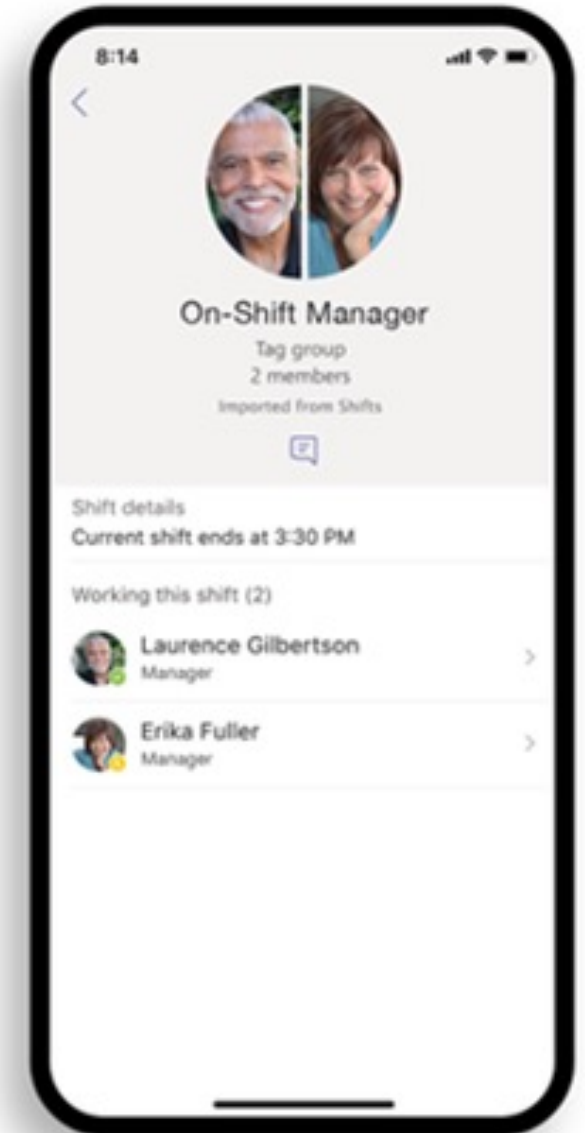 8:14
On-Shift Manager
Tag group
2 members
Imported from Shifts
Shift details
Current shift ends at 3:30 PM
Working this shift (2)
Laurence Gilbertson
Manager
Erika Fuller
Manager